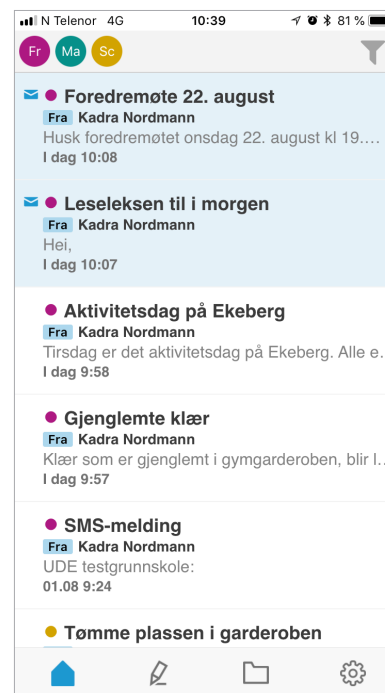 N Telenor 4G 10:39 81 %
Fr Ma Sc
Foredremøte 22. august
Fra Kadra Nordmann
Husk foredremøtet onsdag 22. august kl 19....
I dag 10:08
Leseleksen til i morgen
Fra Kadra Nordmann
Hei,
I dag 10:07
Aktivitetsdag på Ekeberg
Fra Kadra Nordmann
Tirsdag er det aktivitetsdag på Ekeberg. Alle e..
I dag 9:58
Gjenglemte klær
Fra Kadra Nordmann
Klær som er gjenglemt i gymgarderoben, blir l...
I dag 9:57
SMS-melding
Fra Kadra Nordmann
UDE testgrunnskole:
01.08 9:24
Tømme plassen i garderoben